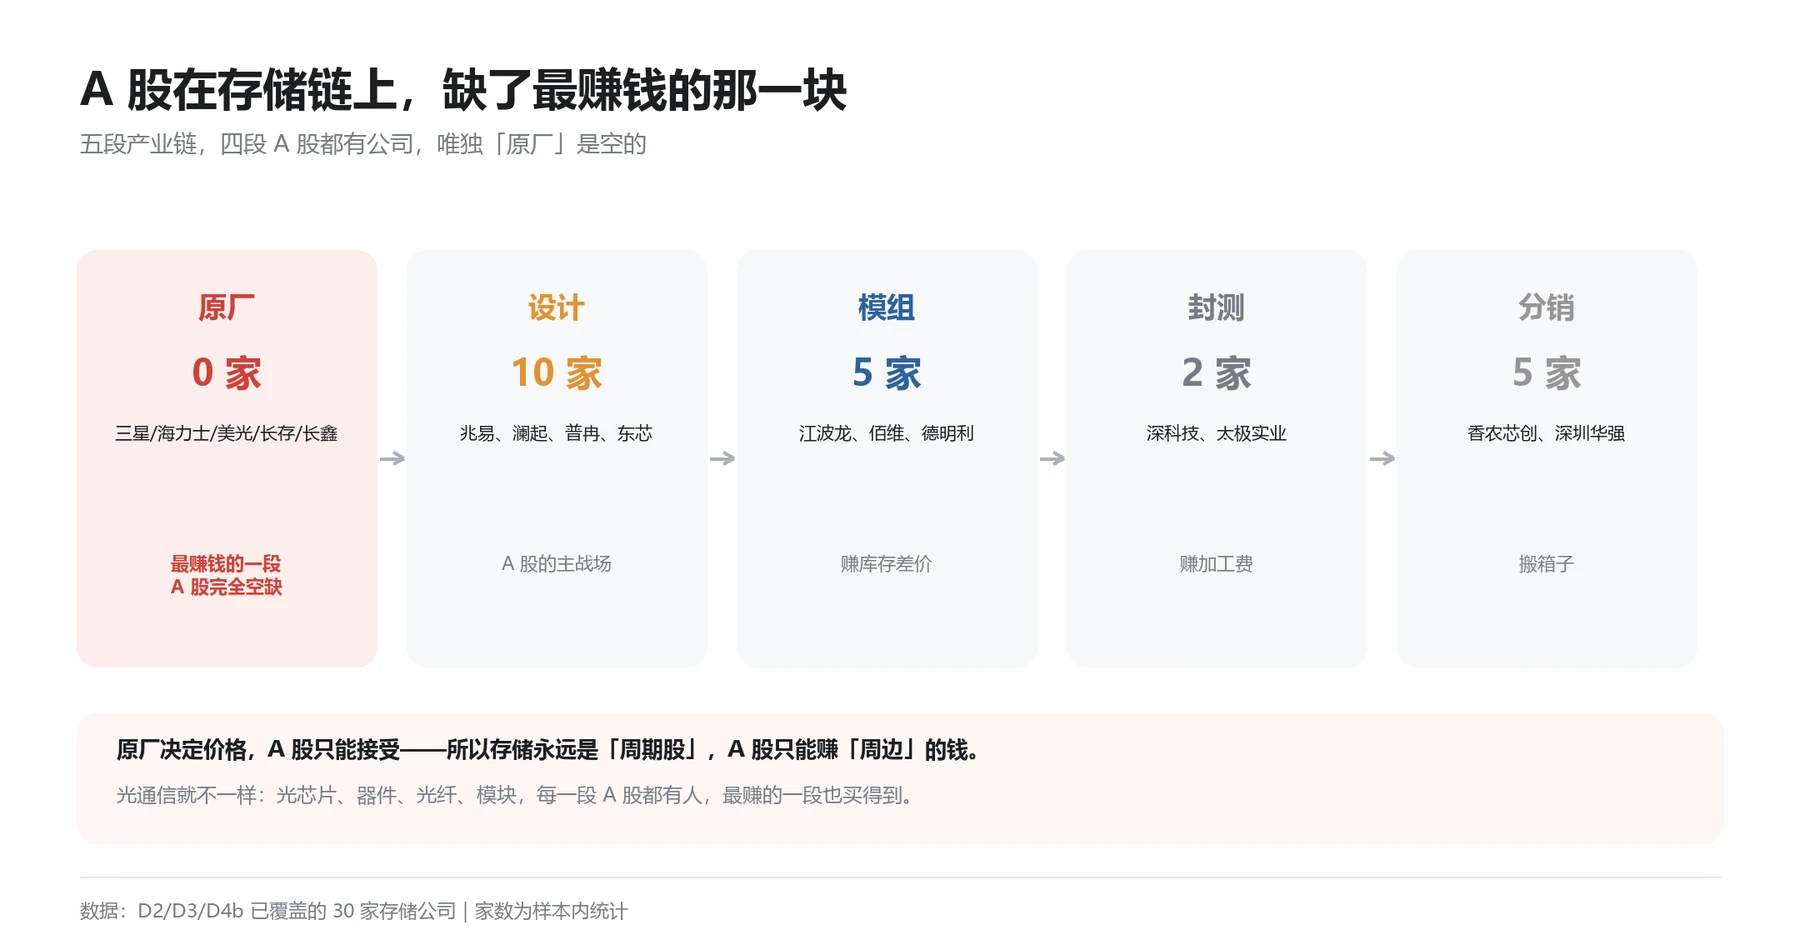 A 股在存储链上，缺了最赚钱的那一块
五段产业链，四段 A 股都有公司，唯独「原厂」是空的
原厂
0 家
三星/海力士/美光/长存/长鑫
最赚钱的一段
A 股完全空缺
→
设计
10 家
兆易、澜起、普冉、东芯
A 股的主战场
→
模组
5 家
江波龙、佰维、德明利
赚库存差价
→
封测
2 家
深科技、太极实业
赚加工费
→
分销
5 家
香农芯创、深圳华强
搬箱子
原厂决定价格，A 股只能接受——所以存储永远是「周期股」，A 股只能赚「周边」的钱。
光通信就不一样：光芯片、器件、光纤、模块，每一段 A 股都有人，最赚的一段也买得到。
数据：D2/D3/D4b 已覆盖的 30 家存储公司 | 家数为样本内统计